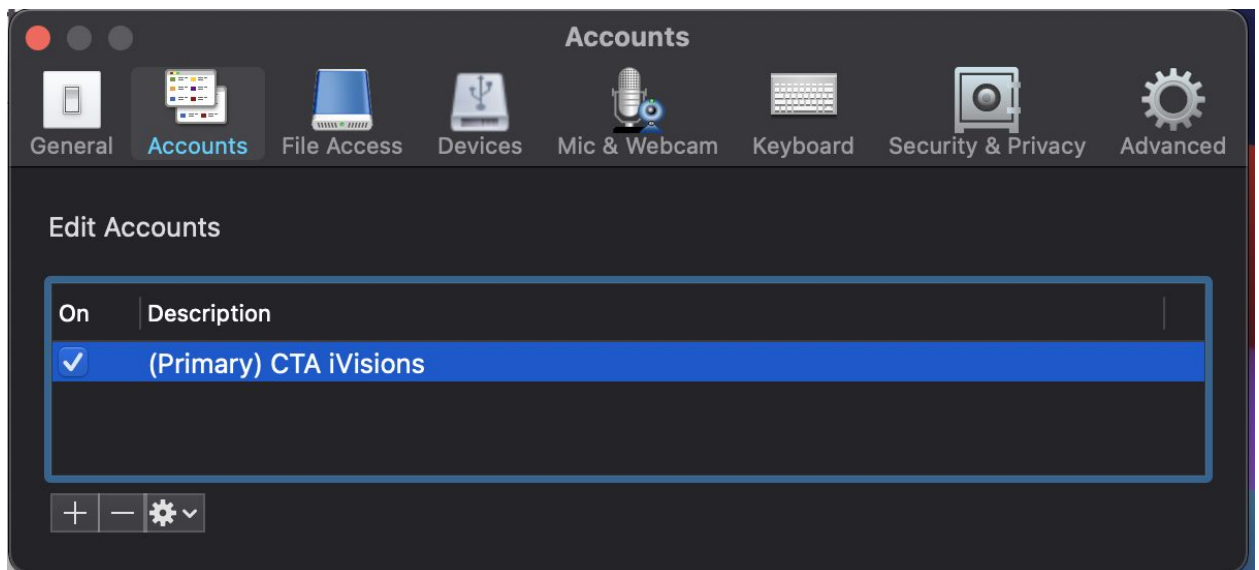 Accounts
General Accounts File Access Devices Mic & Webcam Keyboard Security & Privacy Advanced
Edit Accounts
On Description
(Primary) CTA iVisions